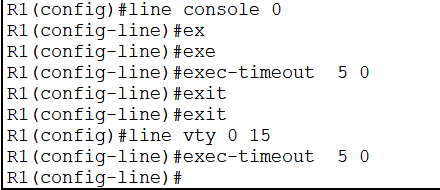 R1(config)#line console 0
R1(config-line)#ex
R1(config-line)#exe
R1(config-line)#exec-timeout  5 0
R1(config-line)#exit
R1(config-line)#exit
R1(config)#line vty 0 15
R1(config-line)#exec-timeout  5 0
R1(config-line)#